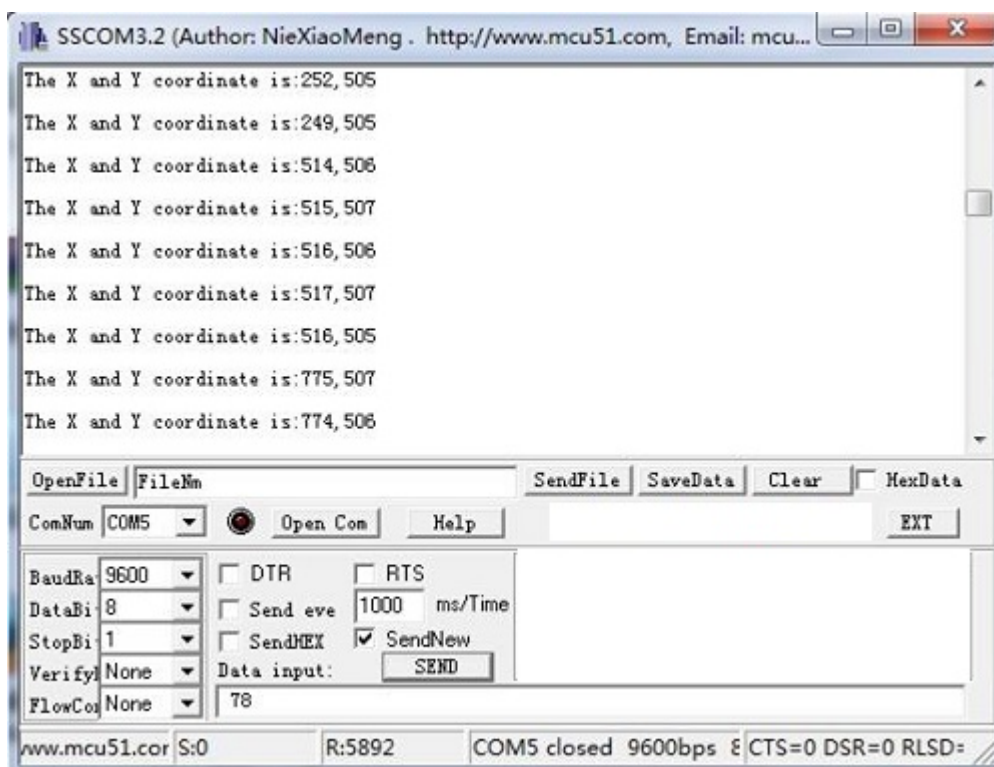 SSCOM3.2 (Author: NieXiaoMeng . http://www.mcu51.com, Email: mcu...
The X and Y coordinate is:252,505
The X and Y coordinate is:249,505
The X and Y coordinate is:514,506
The X and Y coordinate is:515,507
The X and Y coordinate is:516,506
The X and Y coordinate is:517,507
The X and Y coordinate is:516,505
The X and Y coordinate is:775,507
The X and Y coordinate is:774,506
OpenFile FileNm SendFile SaveData Clear HexData
ComNum COM5 Open Com Help EXT
BaudRa 9600 DTR RTS
DataBi 8 Send eve 1000 ms/Time
StopBi 1 SendHEX SendNew
Verify None Data input: SEND
FlowCo None 78
www.mcu51.cor S:0 R:5892 COM5 closed 9600bps 8 CTS=0 DSR=0 RLSD=